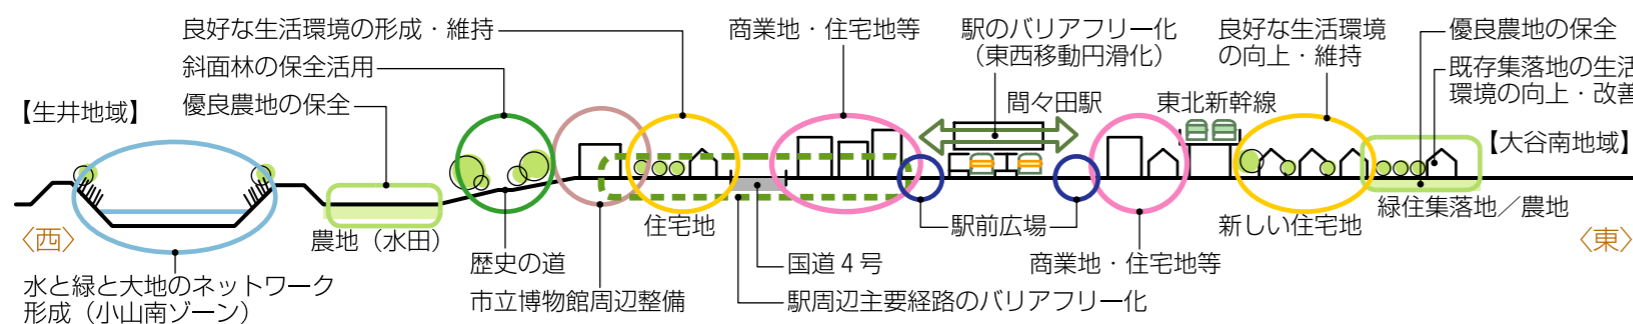 良好な生活環境の形成・維持
斜面林の保全活用
優良農地の保全
【生井地域】
商業地・住宅地等
駅のバリアフリー化
（東西移動円滑化）
間々田駅
東北新幹線
良好な生活環境
の向上・維持
優良農地の保全
既存集落地の生活
環境の向上・改善
【大谷南地域】
〈西〉
農地（水田）
住宅地
駅前広場
新しい住宅地
緑住集落地／農地
〈東〉
水と緑と大地のネットワーク
形成（小山南ゾーン）
歴史の道
市立博物館周辺整備
国道４号
駅周辺主要経路のバリアフリー化
商業地・住宅地等